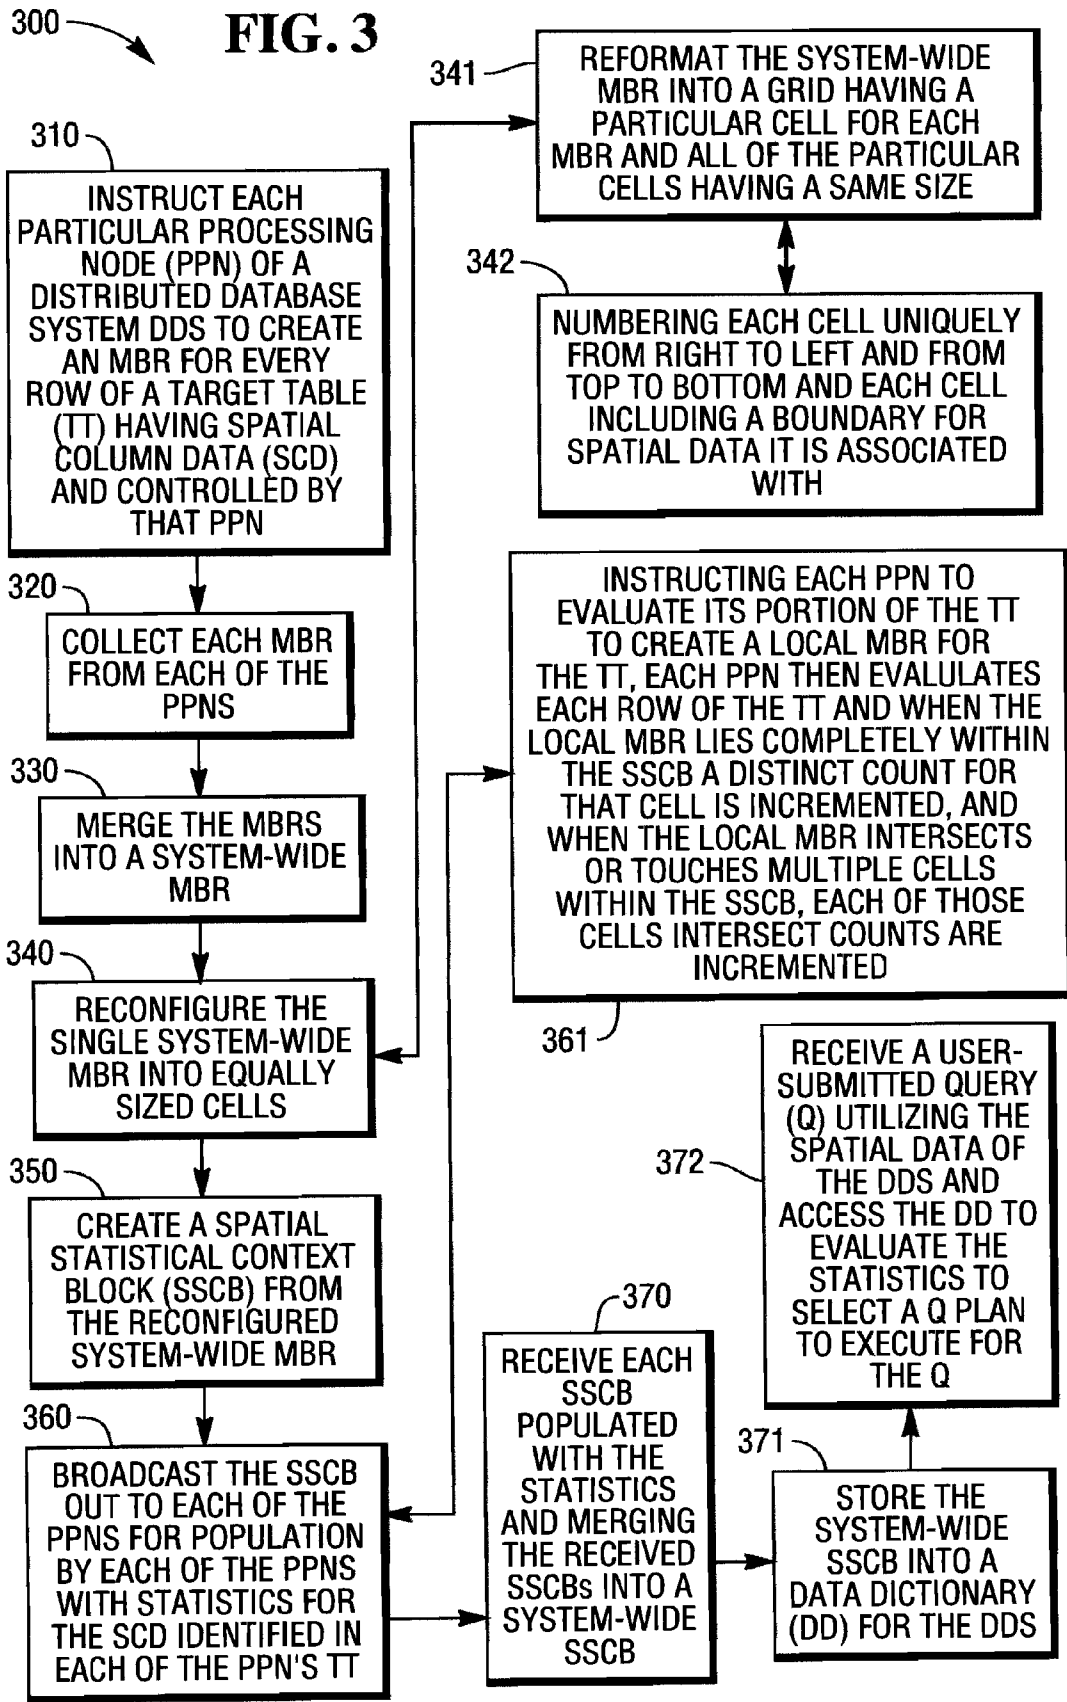 300
FIG. 3
310
INSTRUCT EACH
PARTICULAR PROCESSING
NODE (PPN) OF A
DISTRIBUTED DATABASE
SYSTEM DDS TO CREATE
AN MBR FOR EVERY
ROW OF A TARGET TABLE
(TT) HAVING SPATIAL
COLUMN DATA (SCD)
AND CONTROLLED BY
THAT PPN
320
COLLECT EACH MBR
FROM EACH OF THE
PPNS
330
MERGE THE MBRS
INTO A SYSTEM-WIDE
MBR
340
RECONFIGURE THE
SINGLE SYSTEM-WIDE
MBR INTO EQUALLY
SIZED CELLS
350
CREATE A SPATIAL
STATISTICAL CONTEXT
BLOCK (SSCB) FROM
THE RECONFIGURED
SYSTEM-WIDE MBR
360
BROADCAST THE SSCB
OUT TO EACH OF THE
PPNS FOR POPULATION
BY EACH OF THE PPNS
WITH STATISTICS FOR
THE SCD IDENTIFIED IN
EACH OF THE PPN'S TT
341
REFORMAT THE SYSTEM-WIDE
MBR INTO A GRID HAVING A
PARTICULAR CELL FOR EACH
MBR AND ALL OF THE PARTICULAR
CELLS HAVING A SAME SIZE
342
NUMBERING EACH CELL UNIQUELY
FROM RIGHT TO LEFT AND FROM
TOP TO BOTTOM AND EACH CELL
INCLUDING A BOUNDARY FOR
SPATIAL DATA IT IS ASSOCIATED
WITH
INSTRUCTING EACH PPN TO
EVALUATE ITS PORTION OF THE TT
TO CREATE A LOCAL MBR FOR
THE TT, EACH PPN THEN EVALULATES
EACH ROW OF THE TT AND WHEN THE
LOCAL MBR LIES COMPLETELY WITHIN
THE SSCB A DISTINCT COUNT FOR
THAT CELL IS INCREMENTED, AND
WHEN THE LOCAL MBR INTERSECTS
OR TOUCHES MULTIPLE CELLS
WITHIN THE SSCB, EACH OF THOSE
CELLS INTERSECT COUNTS ARE
INCREMENTED
361
370
RECEIVE EACH
SSCB
POPULATED
WITH THE
STATISTICS
AND MERGING
THE RECEIVED
SSCBs INTO A
SYSTEM-WIDE
SSCB
371
STORE THE
SYSTEM-WIDE
SSCB INTO A
DATA DICTIONARY
(DD) FOR THE DDS
372
RECEIVE A USER-
SUBMITTED QUERY
(Q) UTILIZING THE
SPATIAL DATA OF
THE DDS AND
ACCESS THE DD TO
EVALUATE THE
STATISTICS TO
SELECT A Q PLAN
TO EXECUTE FOR
THE Q